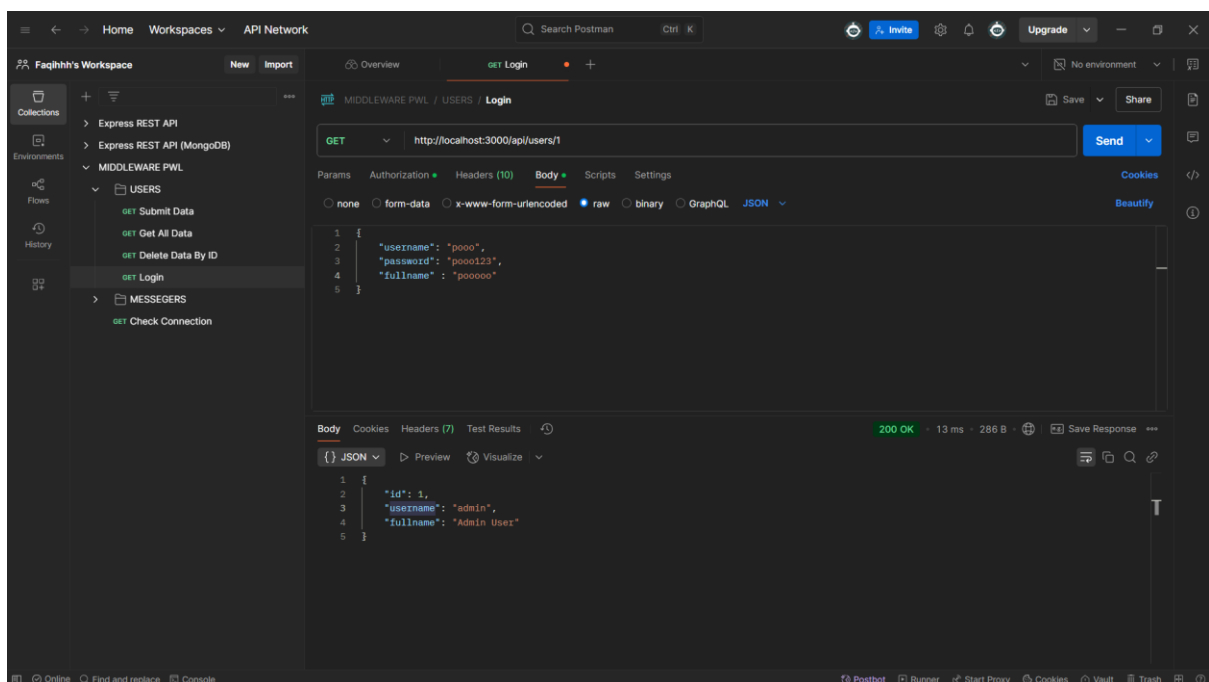 Home Workspaces API Network Search Postman Ctrl K Invite Upgrade
Faqihhh's Workspace New Import Overview GET Login No environment
Collections
Environments
Flows
History
Express REST API
Express REST API (MongoDB)
MIDDLEWARE PWL
USERS
GET Submit Data
GET Get All Data
GET Delete Data By ID
GET Login
MESSEGERS
GET Check Connection
HTTP MIDDLEWARE PWL / USERS / Login Save Share
GET http://localhost:3000/api/users/1 Send
Params Authorization Headers (10) Body Scripts Settings Cookies
none form-data x-www-form-urlencoded raw binary GraphQL JSON Beautify
1 {
2 "username": "pooo",
3 "password": "pooo123",
4 "fullname" : "pooooo"
5 }
Body Cookies Headers (7) Test Results 200 OK 13 ms 286 B Save Response
{} JSON Preview Visualize
1 {
2 "id": 1,
3 "username": "admin",
4 "fullname": "Admin User"
5 }
Online Find and replace Console Postbot Runner Start Proxy Cookies Vault Trash